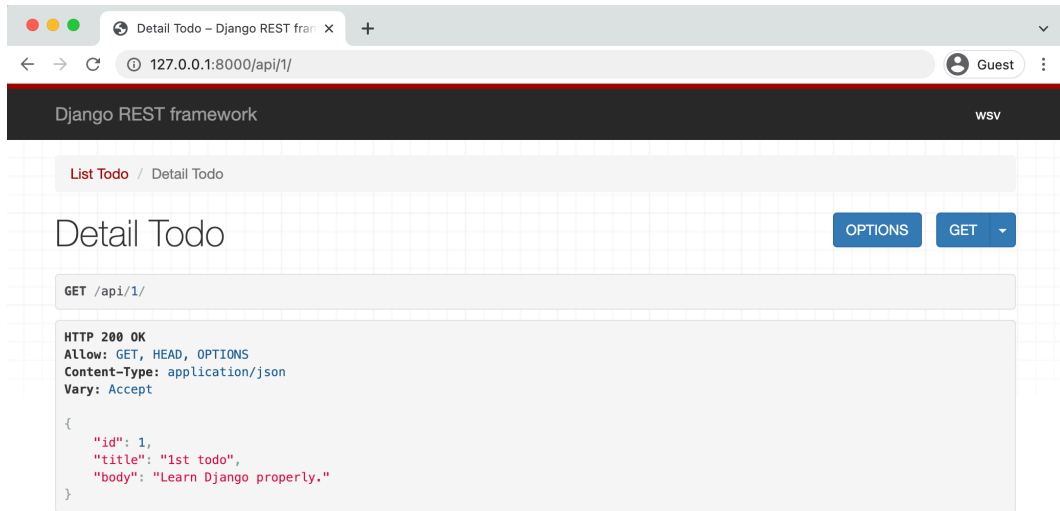 Detail Todo – Django REST fran
127.0.0.1:8000/api/1/
Guest
Django REST framework
wsv
List Todo / Detail Todo
Detail Todo
OPTIONS
GET
GET /api/1/
HTTP 200 OK
Allow: GET, HEAD, OPTIONS
Content-Type: application/json
Vary: Accept
{
"id": 1,
"title": "1st todo",
"body": "Learn Django properly."
}